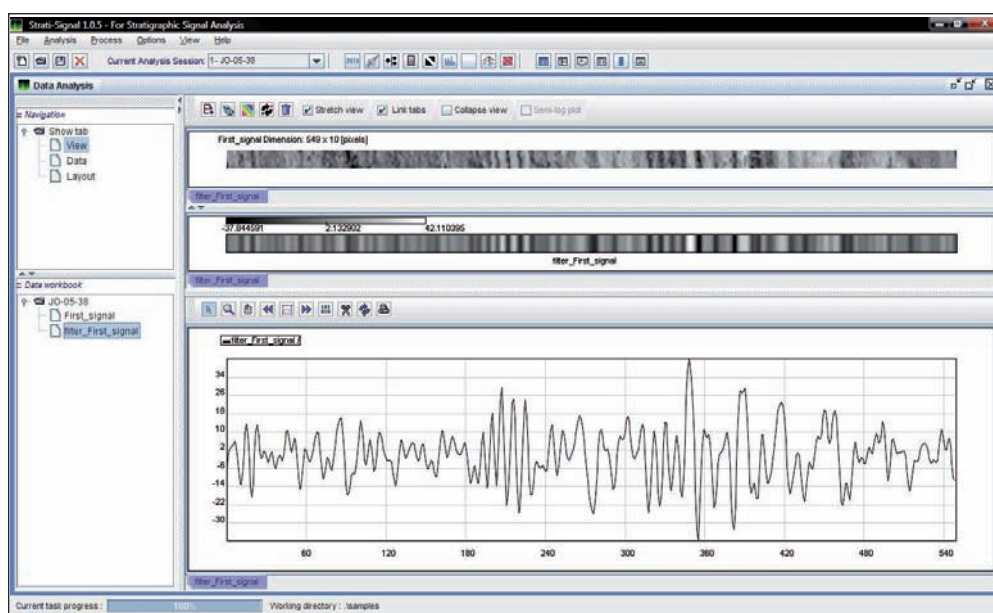 Strati-Signal 1.0.5 - For Stratigraphic Signal Analysis
File Analysis Process Options View Help
Current Analysis Session: 1- JO-05-38
Data Analysis
Navigation
Show tab
View
Data
Layout
Data workbook
JO-05-38
First_signal
filter_First_signal
Stretch view Link tabs Collapse view Semi-log plot
First_signal Dimension: 549 x 10 [pixels]
filter_First_signal
-37.844591 2.132902 42.110395
filter_First_signal
filter_First_signal
filter_First_signal
34
26
18
10
2
-6
-14
-22
-30
60 120 180 240 300 360 420 480 540
filter_First_signal
Current task progress : 100% Working directory : .\samples